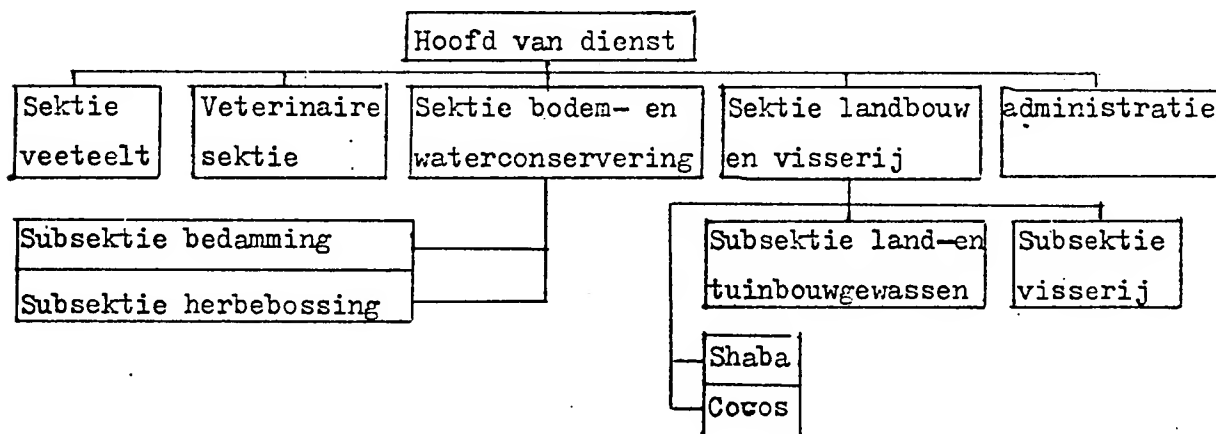 Hoofd van dienst
Sektie
veeteelt
Veterinaire
sektie
Sektie bodem- en
waterconservering
Sektie landbouw
en visserij
administratie
Subsektie bedamming
Subsektie herbebossing
Subsektie land-en
tuinbouwgewassen
Subsektie
visserij
Shaba
Cocos